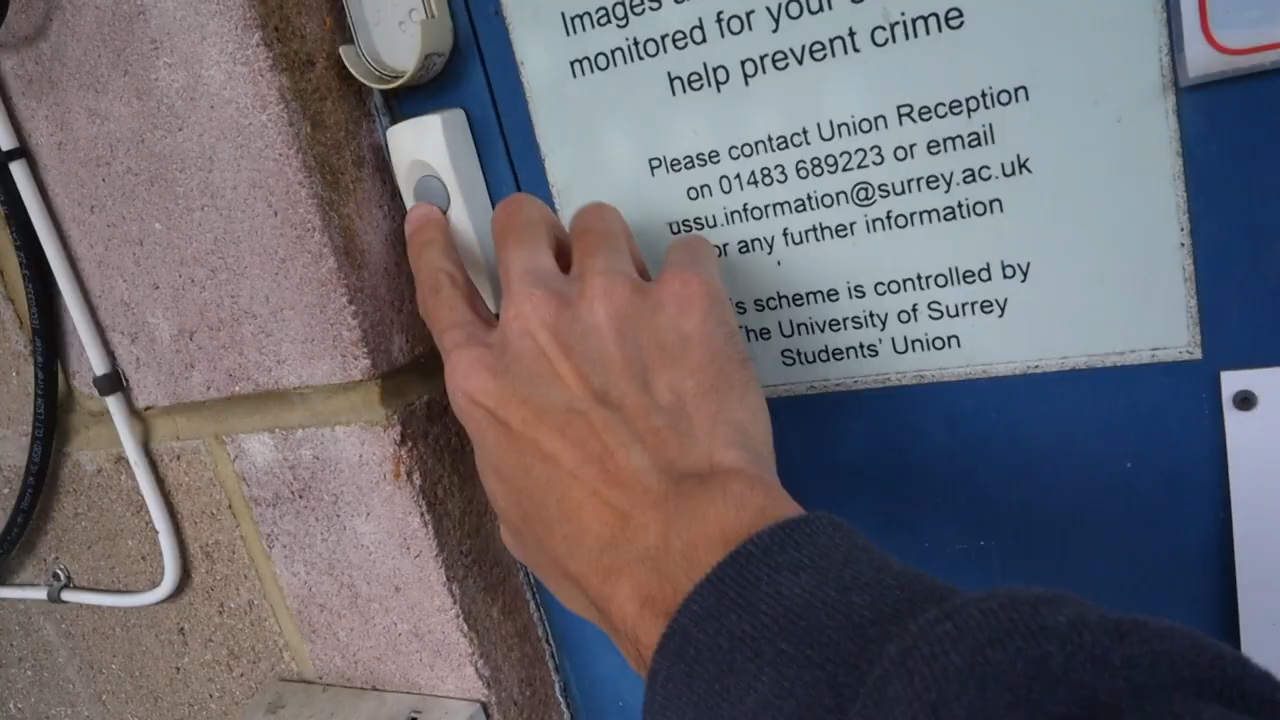 Images
monitored for your
help prevent crime
Please contact Union Reception
on 01483 689223 or email
ussu.information@surrey.ac.uk
any further information
scheme is controlled by
The University of Surrey
Students' Union